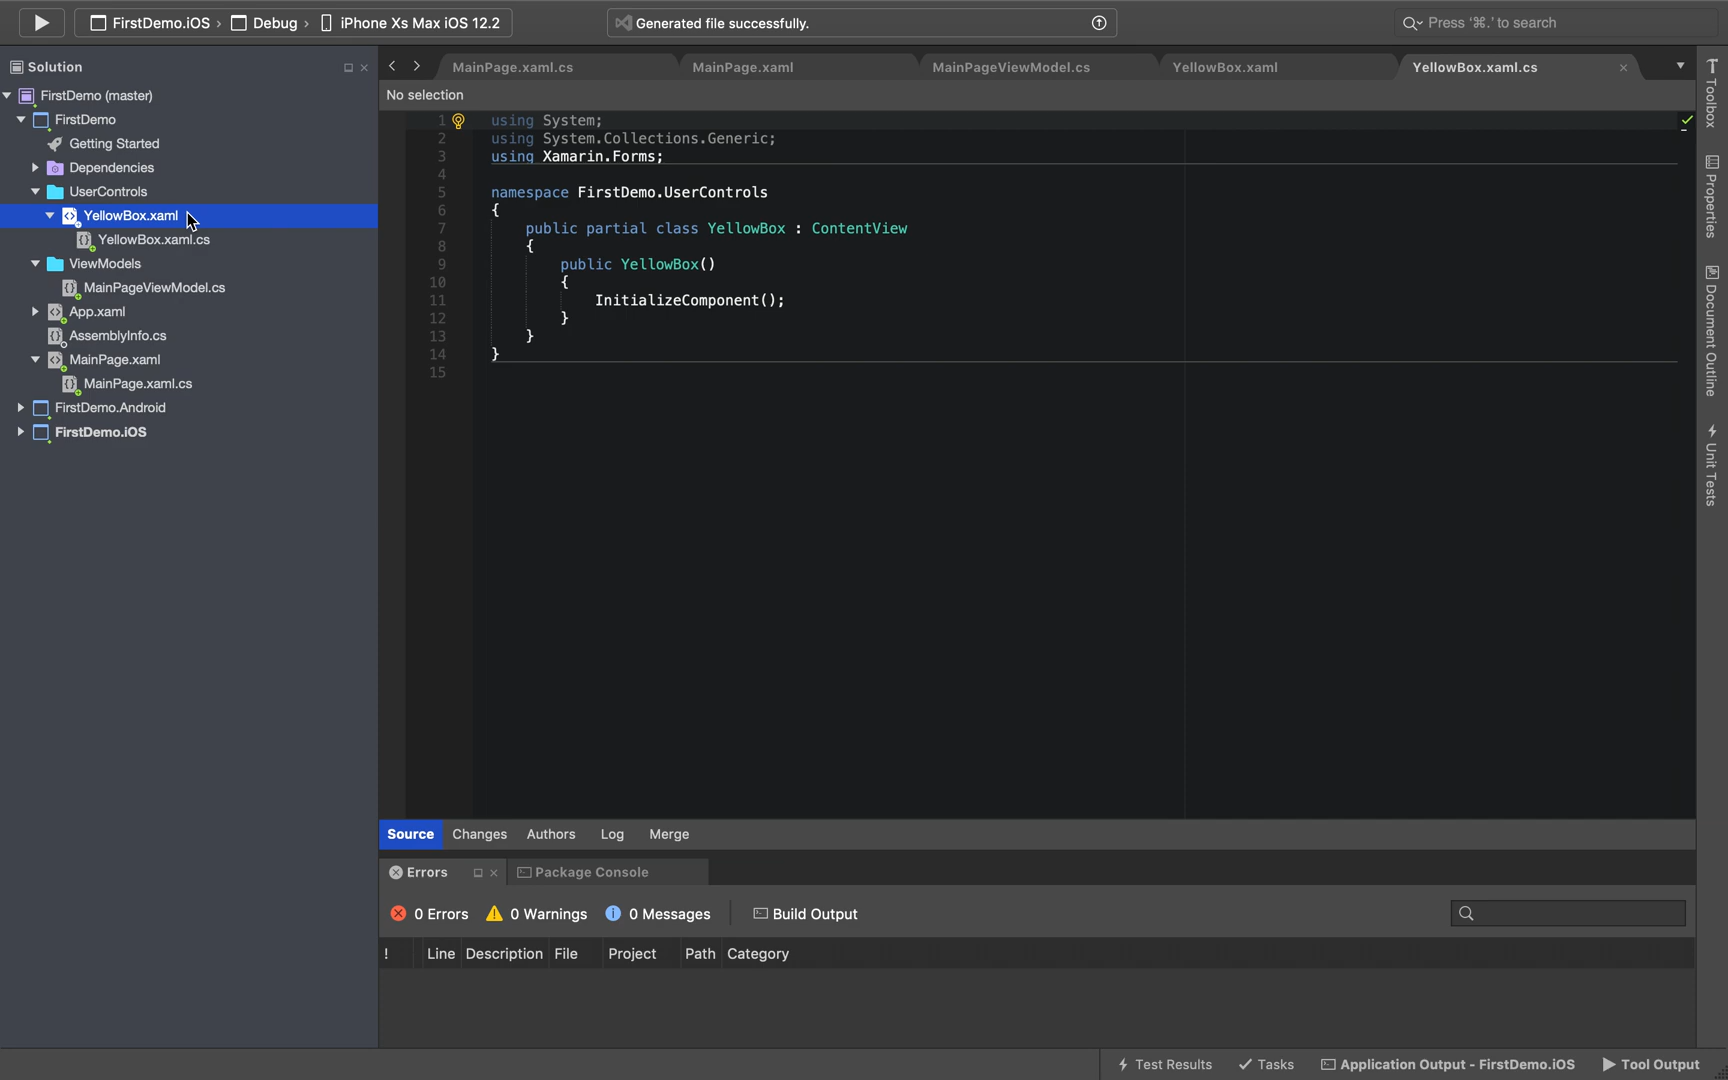 FirstDemo.iOS › Debug › iPhone Xs Max iOS 12.2
Generated file successfully.
Press '⌘.' to search
Solution
FirstDemo (master)
FirstDemo
Getting Started
Dependencies
UserControls
YellowBox.xaml
YellowBox.xaml.cs
ViewModels
MainPageViewModel.cs
App.xaml
AssemblyInfo.cs
MainPage.xaml
MainPage.xaml.cs
FirstDemo.Android
FirstDemo.iOS
MainPage.xaml.cs MainPage.xaml MainPageViewModel.cs YellowBox.xaml YellowBox.xaml.cs
No selection
1 using System;
2 using System.Collections.Generic;
3 using Xamarin.Forms;
4
5 namespace FirstDemo.UserControls
6 {
7 public partial class YellowBox : ContentView
8 {
9 public YellowBox()
10 {
11 InitializeComponent();
12 }
13 }
14 }
15
Source Changes Authors Log Merge
Errors Package Console
0 Errors 0 Warnings 0 Messages Build Output
! Line Description File Project Path Category
Toolbox
Properties
Document Outline
Unit Tests
Test Results Tasks Application Output - FirstDemo.iOS Tool Output